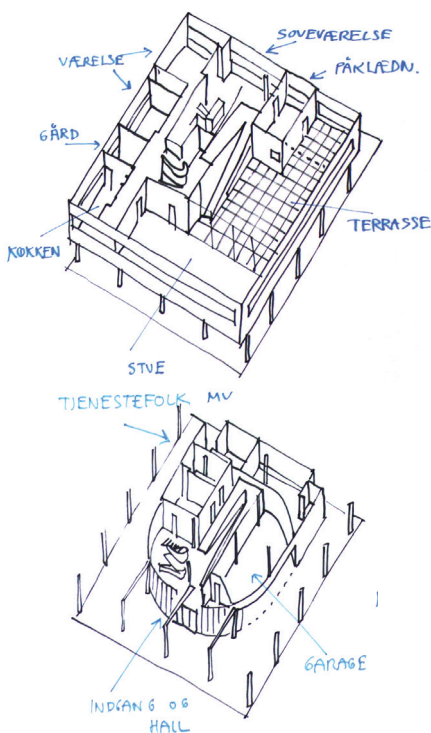 SOVEVÆRELSE
VÆRELSE
PÅKLÆDN.
GÅRD
TERRASSE
KØKKEN
STUE
TJENESTEFOLK MV
GARAGE
INDGANG OG
HALL